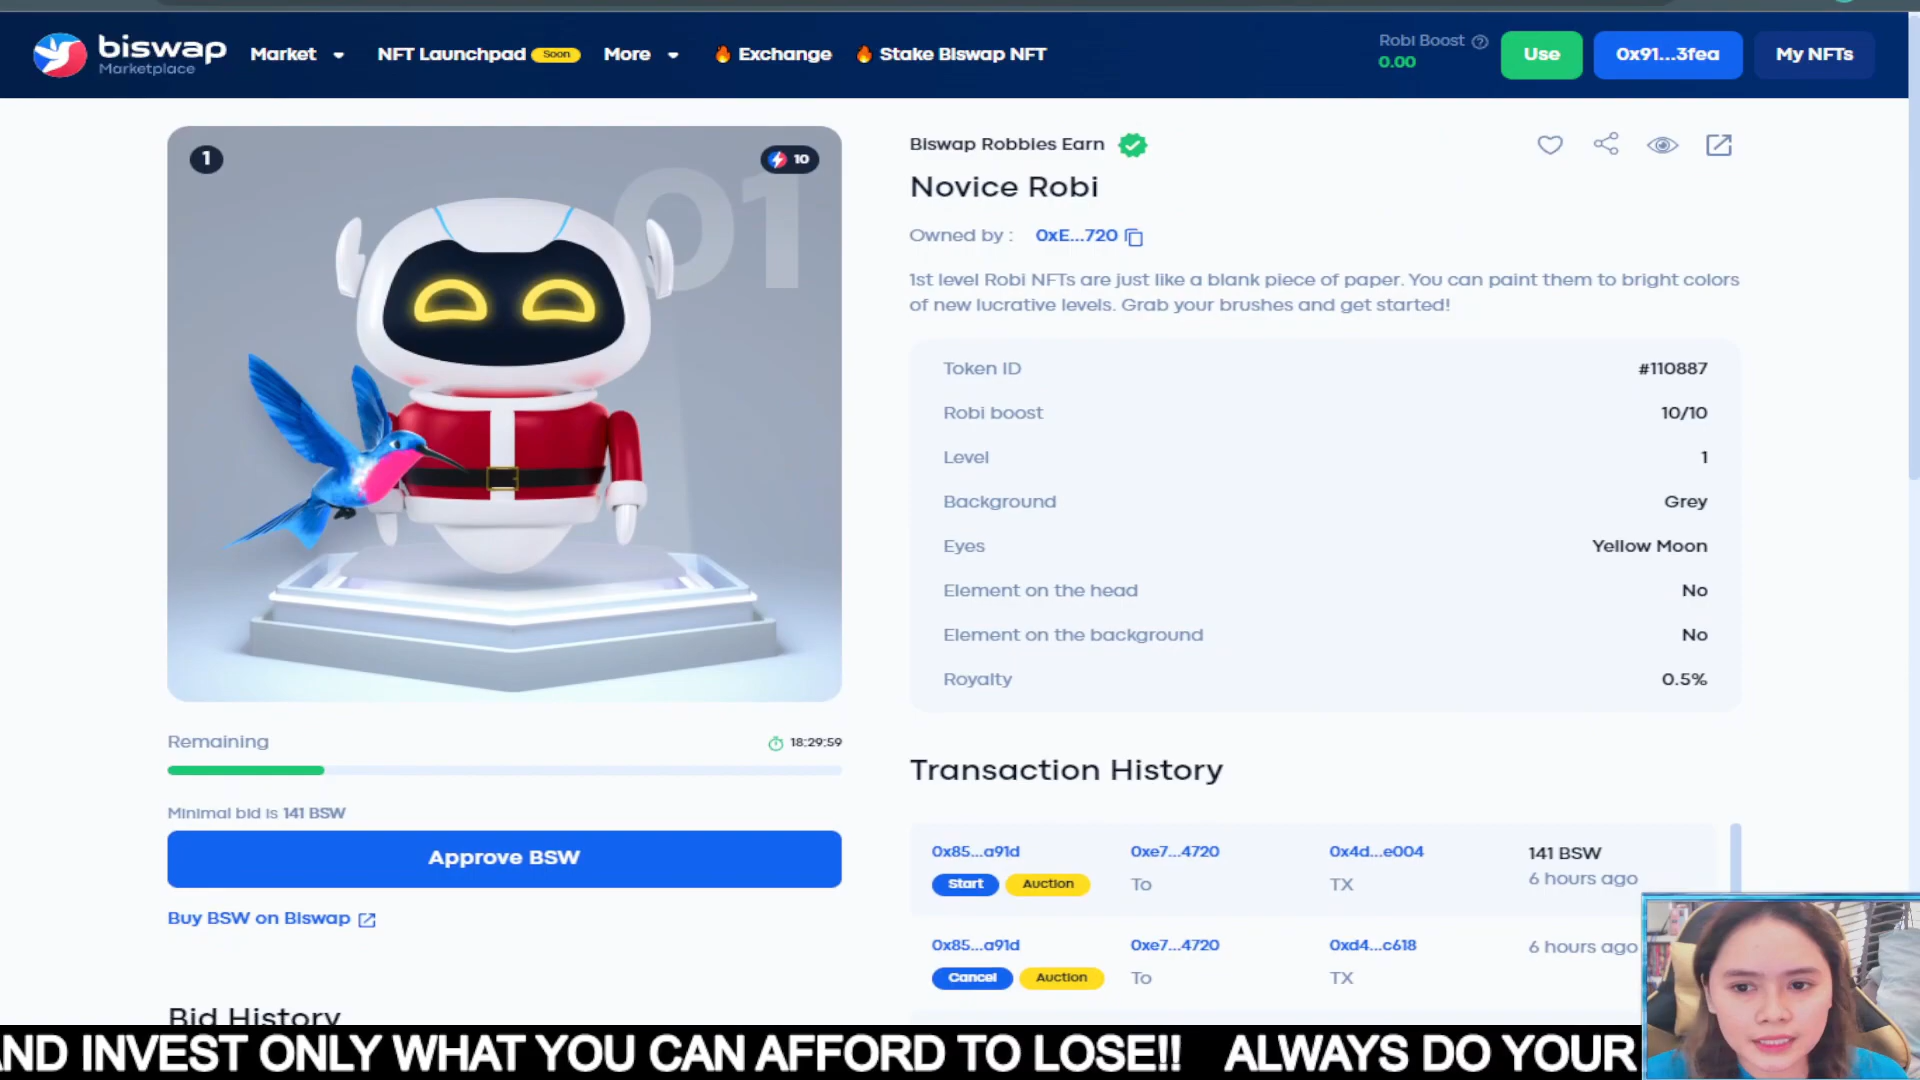 biswap
Marketplace
Market
NFT Launchpad Soon
More
Exchange
Stake Biswap NFT
Robi Boost
0.00
Use
0x91...3fea
My NFTs
1
10
01
Biswap Robbies Earn
Novice Robi
Owned by : 0xE...720
1st level Robi NFTs are just like a blank piece of paper. You can paint them to bright colors
of new lucrative levels. Grab your brushes and get started!
Token ID #110887
Robi boost 10/10
Level 1
Background Grey
Eyes Yellow Moon
Element on the head No
Element on the background No
Royalty 0.5%
Remaining 18:29:59
Minimal bid is 141 BSW
Approve BSW
Buy BSW on Biswap
Bid History
Transaction History
0x85...a91d 0xe7...4720 0x4d...e004 141 BSW
Start Auction To TX 6 hours ago
0x85...a91d 0xe7...4720 0xd4...c618 6 hours ago
Cancel Auction To TX
AND INVEST ONLY WHAT YOU CAN AFFORD TO LOSE!! ALWAYS DO YOUR